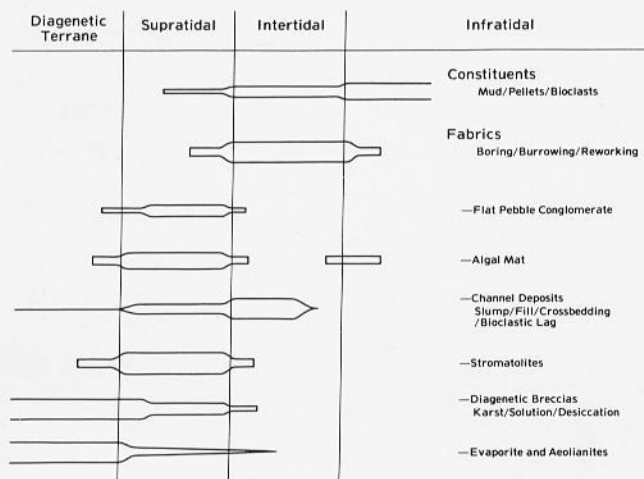 Diagenetic
Terrane
Supratidal
Intertidal
Infratidal
Constituents
Mud/Pellets/Bioclasts
Fabrics
Boring/Burrowing/Reworking
—Flat Pebble Conglomerate
—Algal Mat
—Channel Deposits
Slump/Fill/Crossbedding
/Bioclastic Lag
—Stromatolites
—Diagenetic Breccias
Karst/Solution/Desiccation
—Evaporite and Aeolianites